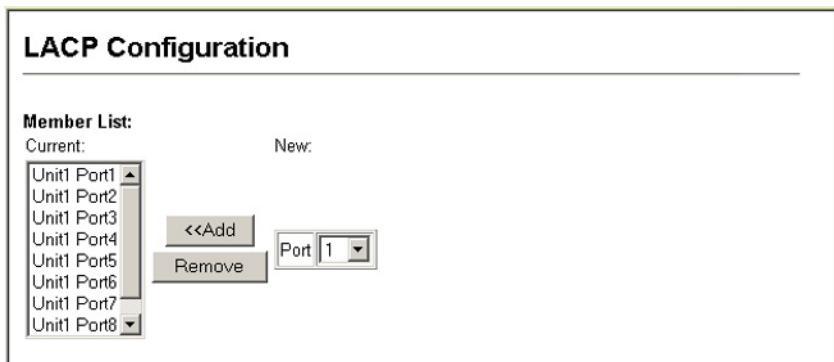 LACP Configuration
Member List:
Current:
New:
Unit1 Port1
Unit1 Port2
Unit1 Port3
Unit1 Port4
Unit1 Port5
Unit1 Port6
Unit1 Port7
Unit1 Port8
<<Add
Remove
Port 1